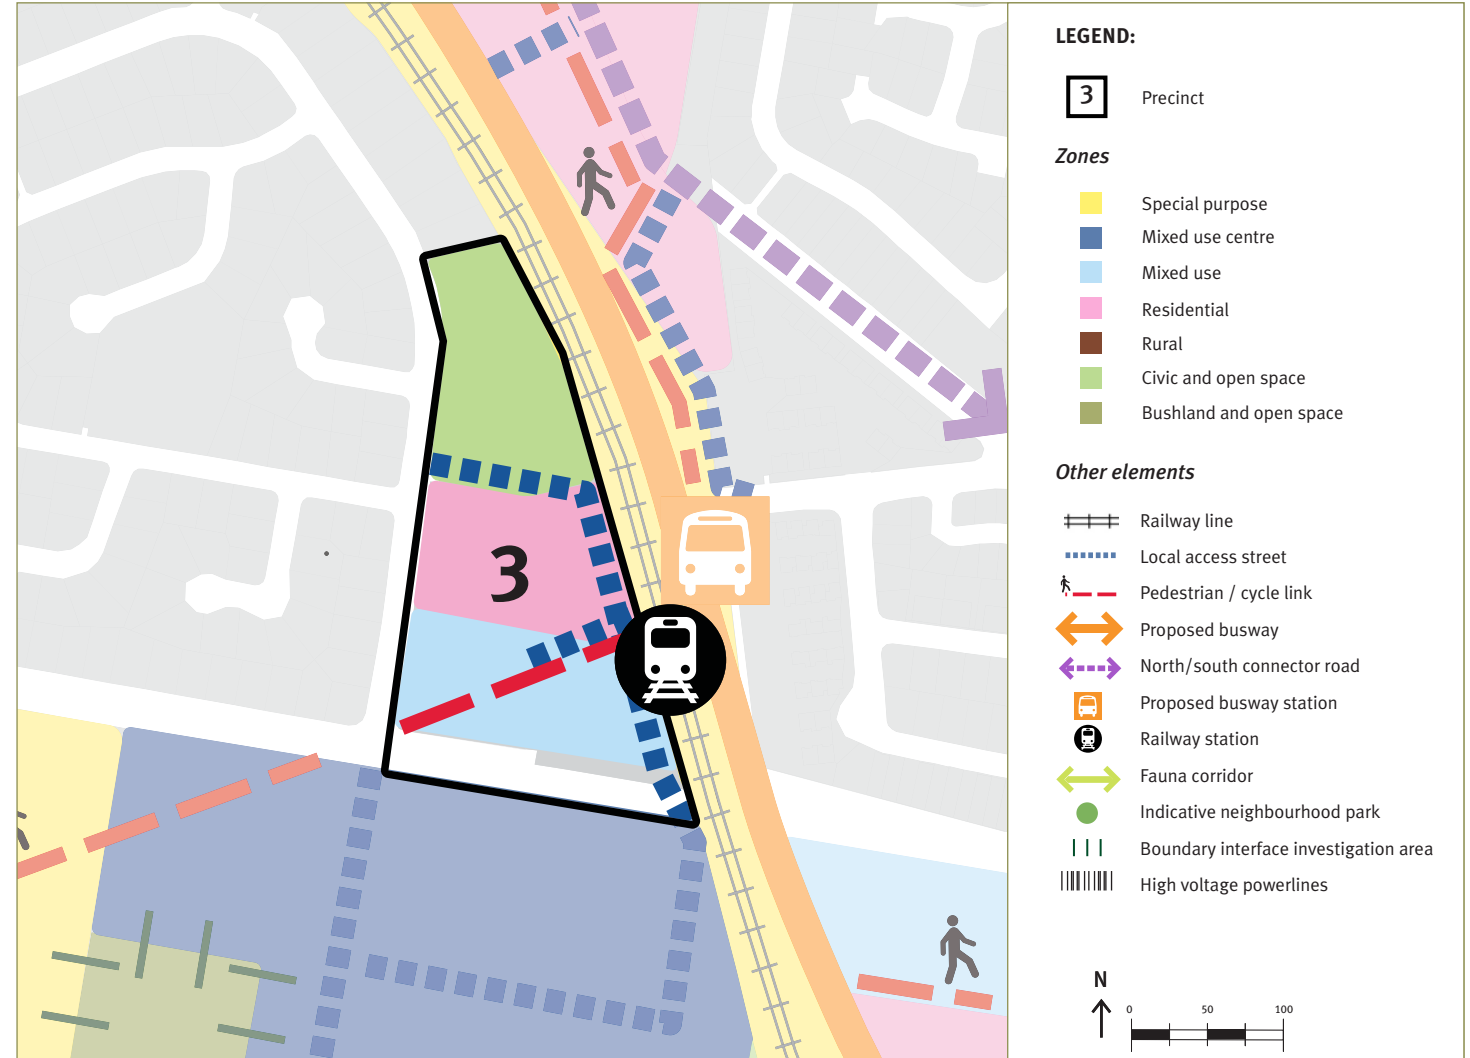 3
LEGEND:
3 Precinct
Zones
Special purpose
Mixed use centre
Mixed use
Residential
Rural
Civic and open space
Bushland and open space
Other elements
Railway line
Local access street
Pedestrian / cycle link
Proposed busway
North/south connector road
Proposed busway station
Railway station
Fauna corridor
Indicative neighbourhood park
Boundary interface investigation area
High voltage powerlines
N
0 50 100